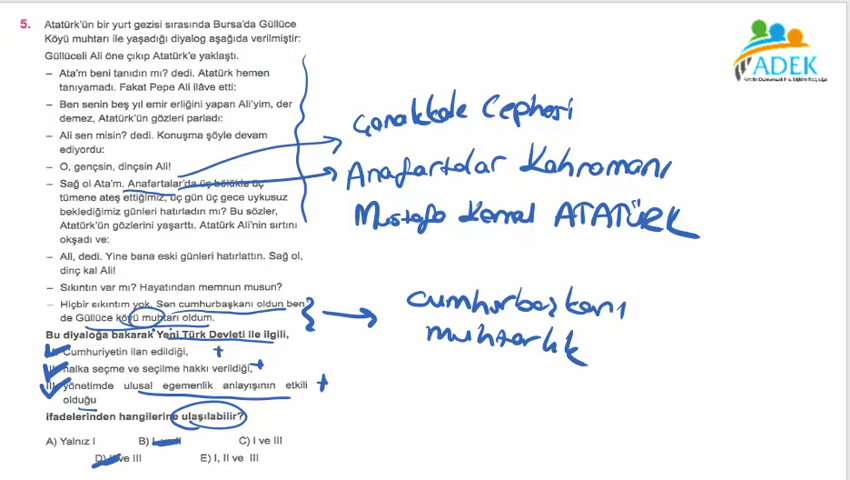 5. Atatürk'ün bir yurt gezisi sırasında Bursa'da Güllüce
Köyü muhtarı ile yaşadığı diyalog aşağıda verilmiştir:
Güllüceli Ali öne çıkıp Atatürk'e yaklaştı.
– Ata'm beni tanıdın mı? dedi. Atatürk hemen
tanıyamadı. Fakat Pepe Ali ilâve etti:
– Ben senin beş yıl emir erliğini yapan Ali'yim, der
demez, Atatürk'ün gözleri parladı:
– Ali sen misin? dedi. Konuşma şöyle devam
ediyordu:
– O, gençsin, dinçsin Ali!
– Sağ ol Ata'm. Anafartalar'da üç bölükle üç
tümene ateş ettiğimiz, üç gün üç gece uykusuz
beklediğimiz günleri hatırladın mı? Bu sözler,
Atatürk'ün gözlerini yaşarttı. Atatürk Ali'nin sırtını
okşadı ve:
– Ali, dedi. Yine bana eski günleri hatırlattın. Sağ ol,
dinç kal Ali!
– Sıkıntın var mı? Hayatından memnun musun?
– Hiçbir sıkıntım yok. Sen cumhurbaşkanı oldun ben
de Güllüce köyü muhtarı oldum.
Bu diyaloğa bakarak Yeni Türk Devleti ile ilgili,
Cumhuriyetin ilan edildiği, +
halka seçme ve seçilme hakkı verildiği, +
III. yönetimde ulusal egemenlik anlayışının etkili +
olduğu
ifadelerinden hangilerine ulaşılabilir?
A) Yalnız I B) I ve II C) I ve III
D) II ve III E) I, II ve III
Çanakkale Cephesi
Anafartalar Kahramanı
Mustafa Kemal ATATÜRK
cumhurbaşkanı
muhtarlık
ADEK